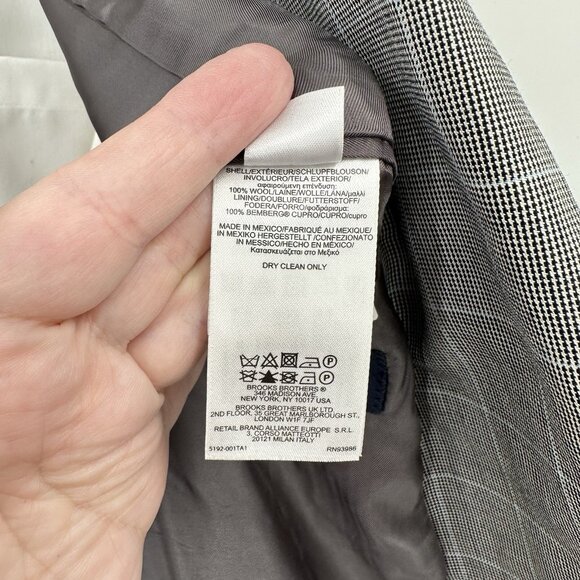 SHELL/EXTÉRIEUR/SCHLUPFBLOUSON/
INVOLUCRO/TELA EXTERIOR/
αφαιρούμενη επένδυση:
100% WOOL/LAINE/WOLLE/LANA/μαλλί
LINING/DOUBLURE/FUTTERSTOFF/
FODERA/FORRO/φοδράρισμα:
100% BEMBERG® CUPRO/CUPRO/cupro
MADE IN MEXICO/FABRIQUÉ AU MEXIQUE/
IN MEXIKO HERGESTELLT /CONFEZIONATO
IN MESSICO/HECHO EN MÉXICO/
Κατασκευάζεται στο Μεξικό
DRY CLEAN ONLY
BROOKS BROTHERS ®
346 MADISON AVE.
NEW YORK, NY 10017 USA
BROOKS BROTHERS UK LTD.
2ND FLOOR, 35 GREAT MARLBOROUGH ST.,
LONDON W1F 7JF
RETAIL BRAND ALLIANCE EUROPE S.R.L.
3, CORSO MATTEOTTI
20121 MILAN ITALY
5192-001TA1 RN93986